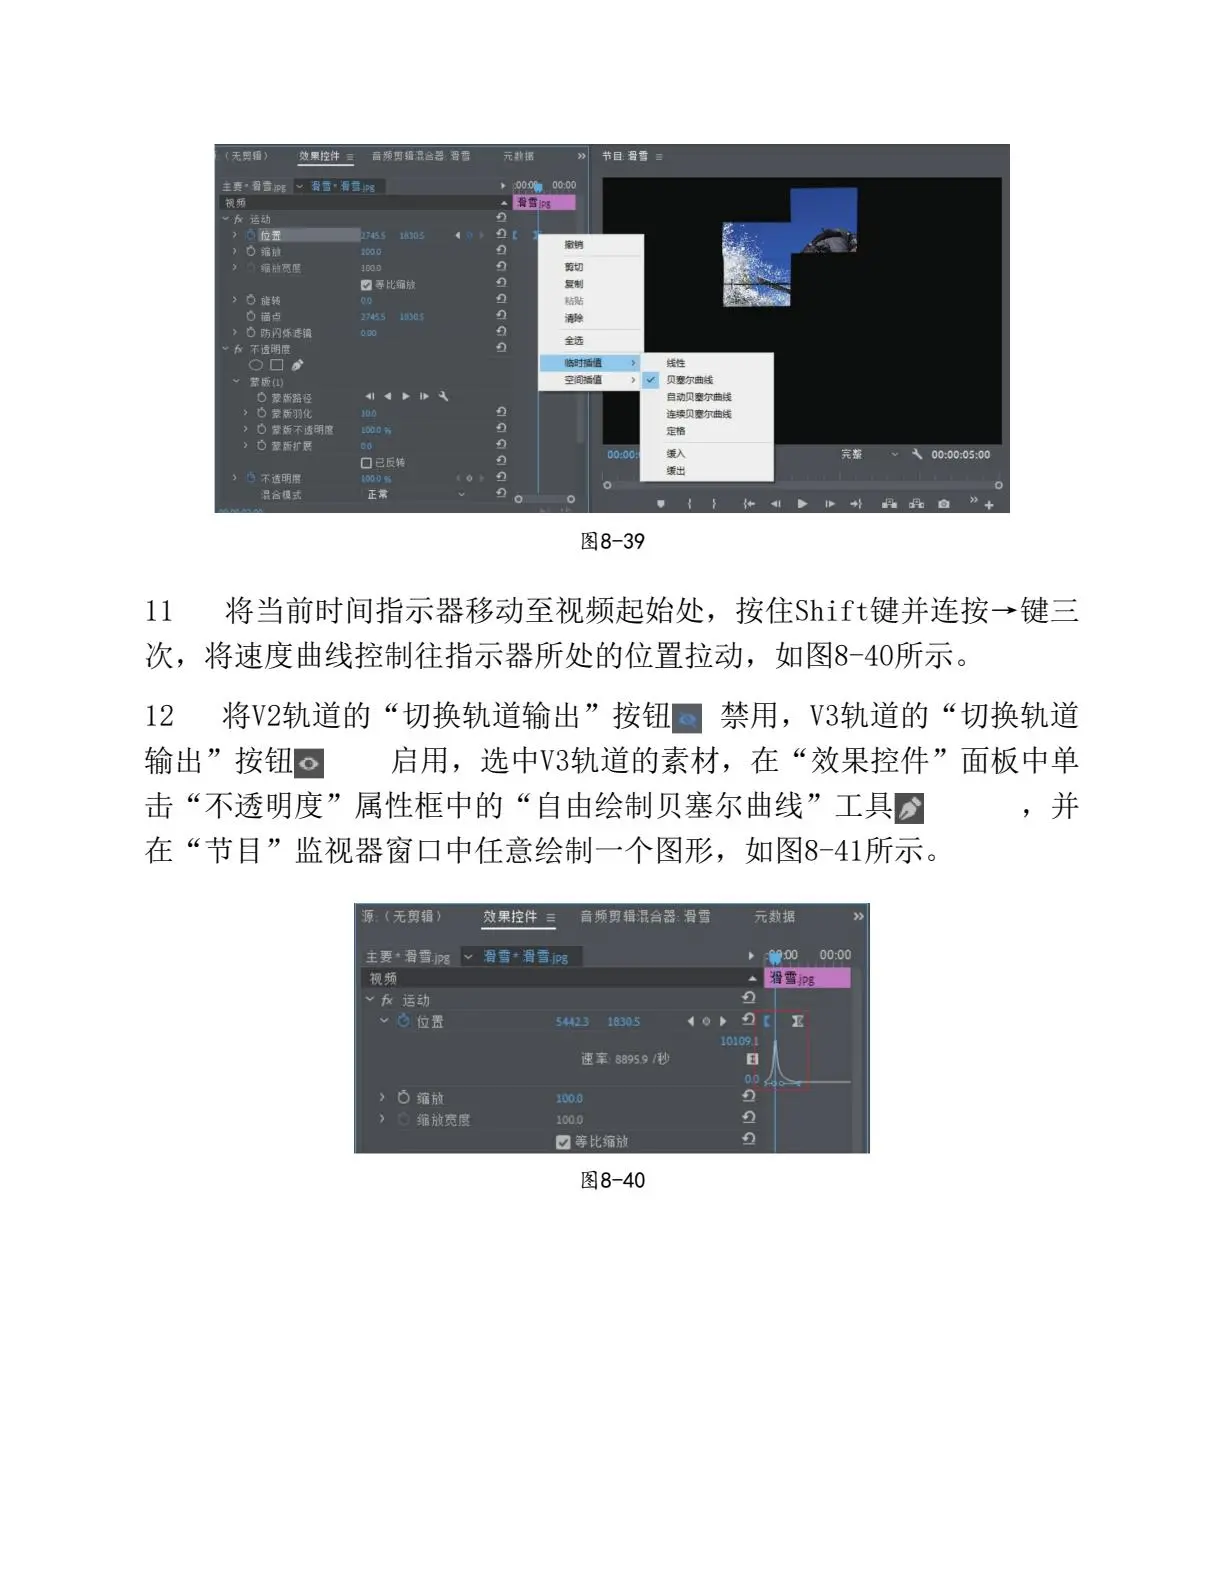 （无剪辑） 效果控件 ≡ 音频剪辑混合器: 滑雪 元数据 »
主要 * 滑雪.jpg 滑雪 * 滑雪.jpg :00:00 00:00
视频 滑雪.jpg
fx 运动
位置 2745.5 1830.5
缩放 100.0
缩放宽度 100.0
等比缩放
旋转 0.0
锚点 2745.5 1830.5
防闪烁滤镜 0.00
fx 不透明度
蒙版(1)
蒙版路径
蒙版羽化 10.0
蒙版不透明度 100.0 %
蒙版扩展 0.0
已反转
不透明度 100.0 %
混合模式 正常
撤销
剪切
复制
粘贴
清除
全选
临时插值
空间插值
线性
贝塞尔曲线
自动贝塞尔曲线
连续贝塞尔曲线
定格
缓入
缓出
节目: 滑雪 ≡
完整 00:00:05:00
图8-39
11 将当前时间指示器移动至视频起始处，按住Shift键并连按→键三
次，将速度曲线控制往指示器所处的位置拉动，如图8-40所示。
12 将V2轨道的“切换轨道输出”按钮 禁用，V3轨道的“切换轨道
输出”按钮 启用，选中V3轨道的素材，在“效果控件”面板中单
击“不透明度”属性框中的“自由绘制贝塞尔曲线”工具 ，并
在“节目”监视器窗口中任意绘制一个图形，如图8-41所示。
源:（无剪辑） 效果控件 ≡ 音频剪辑混合器: 滑雪 元数据 »
主要 * 滑雪.jpg 滑雪 * 滑雪.jpg :00:00 00:00
视频 滑雪.jpg
fx 运动
位置 5442.3 1830.5
10109.1
速率: 8895.9 /秒
0.0
缩放 100.0
缩放宽度 100.0
等比缩放
图8-40